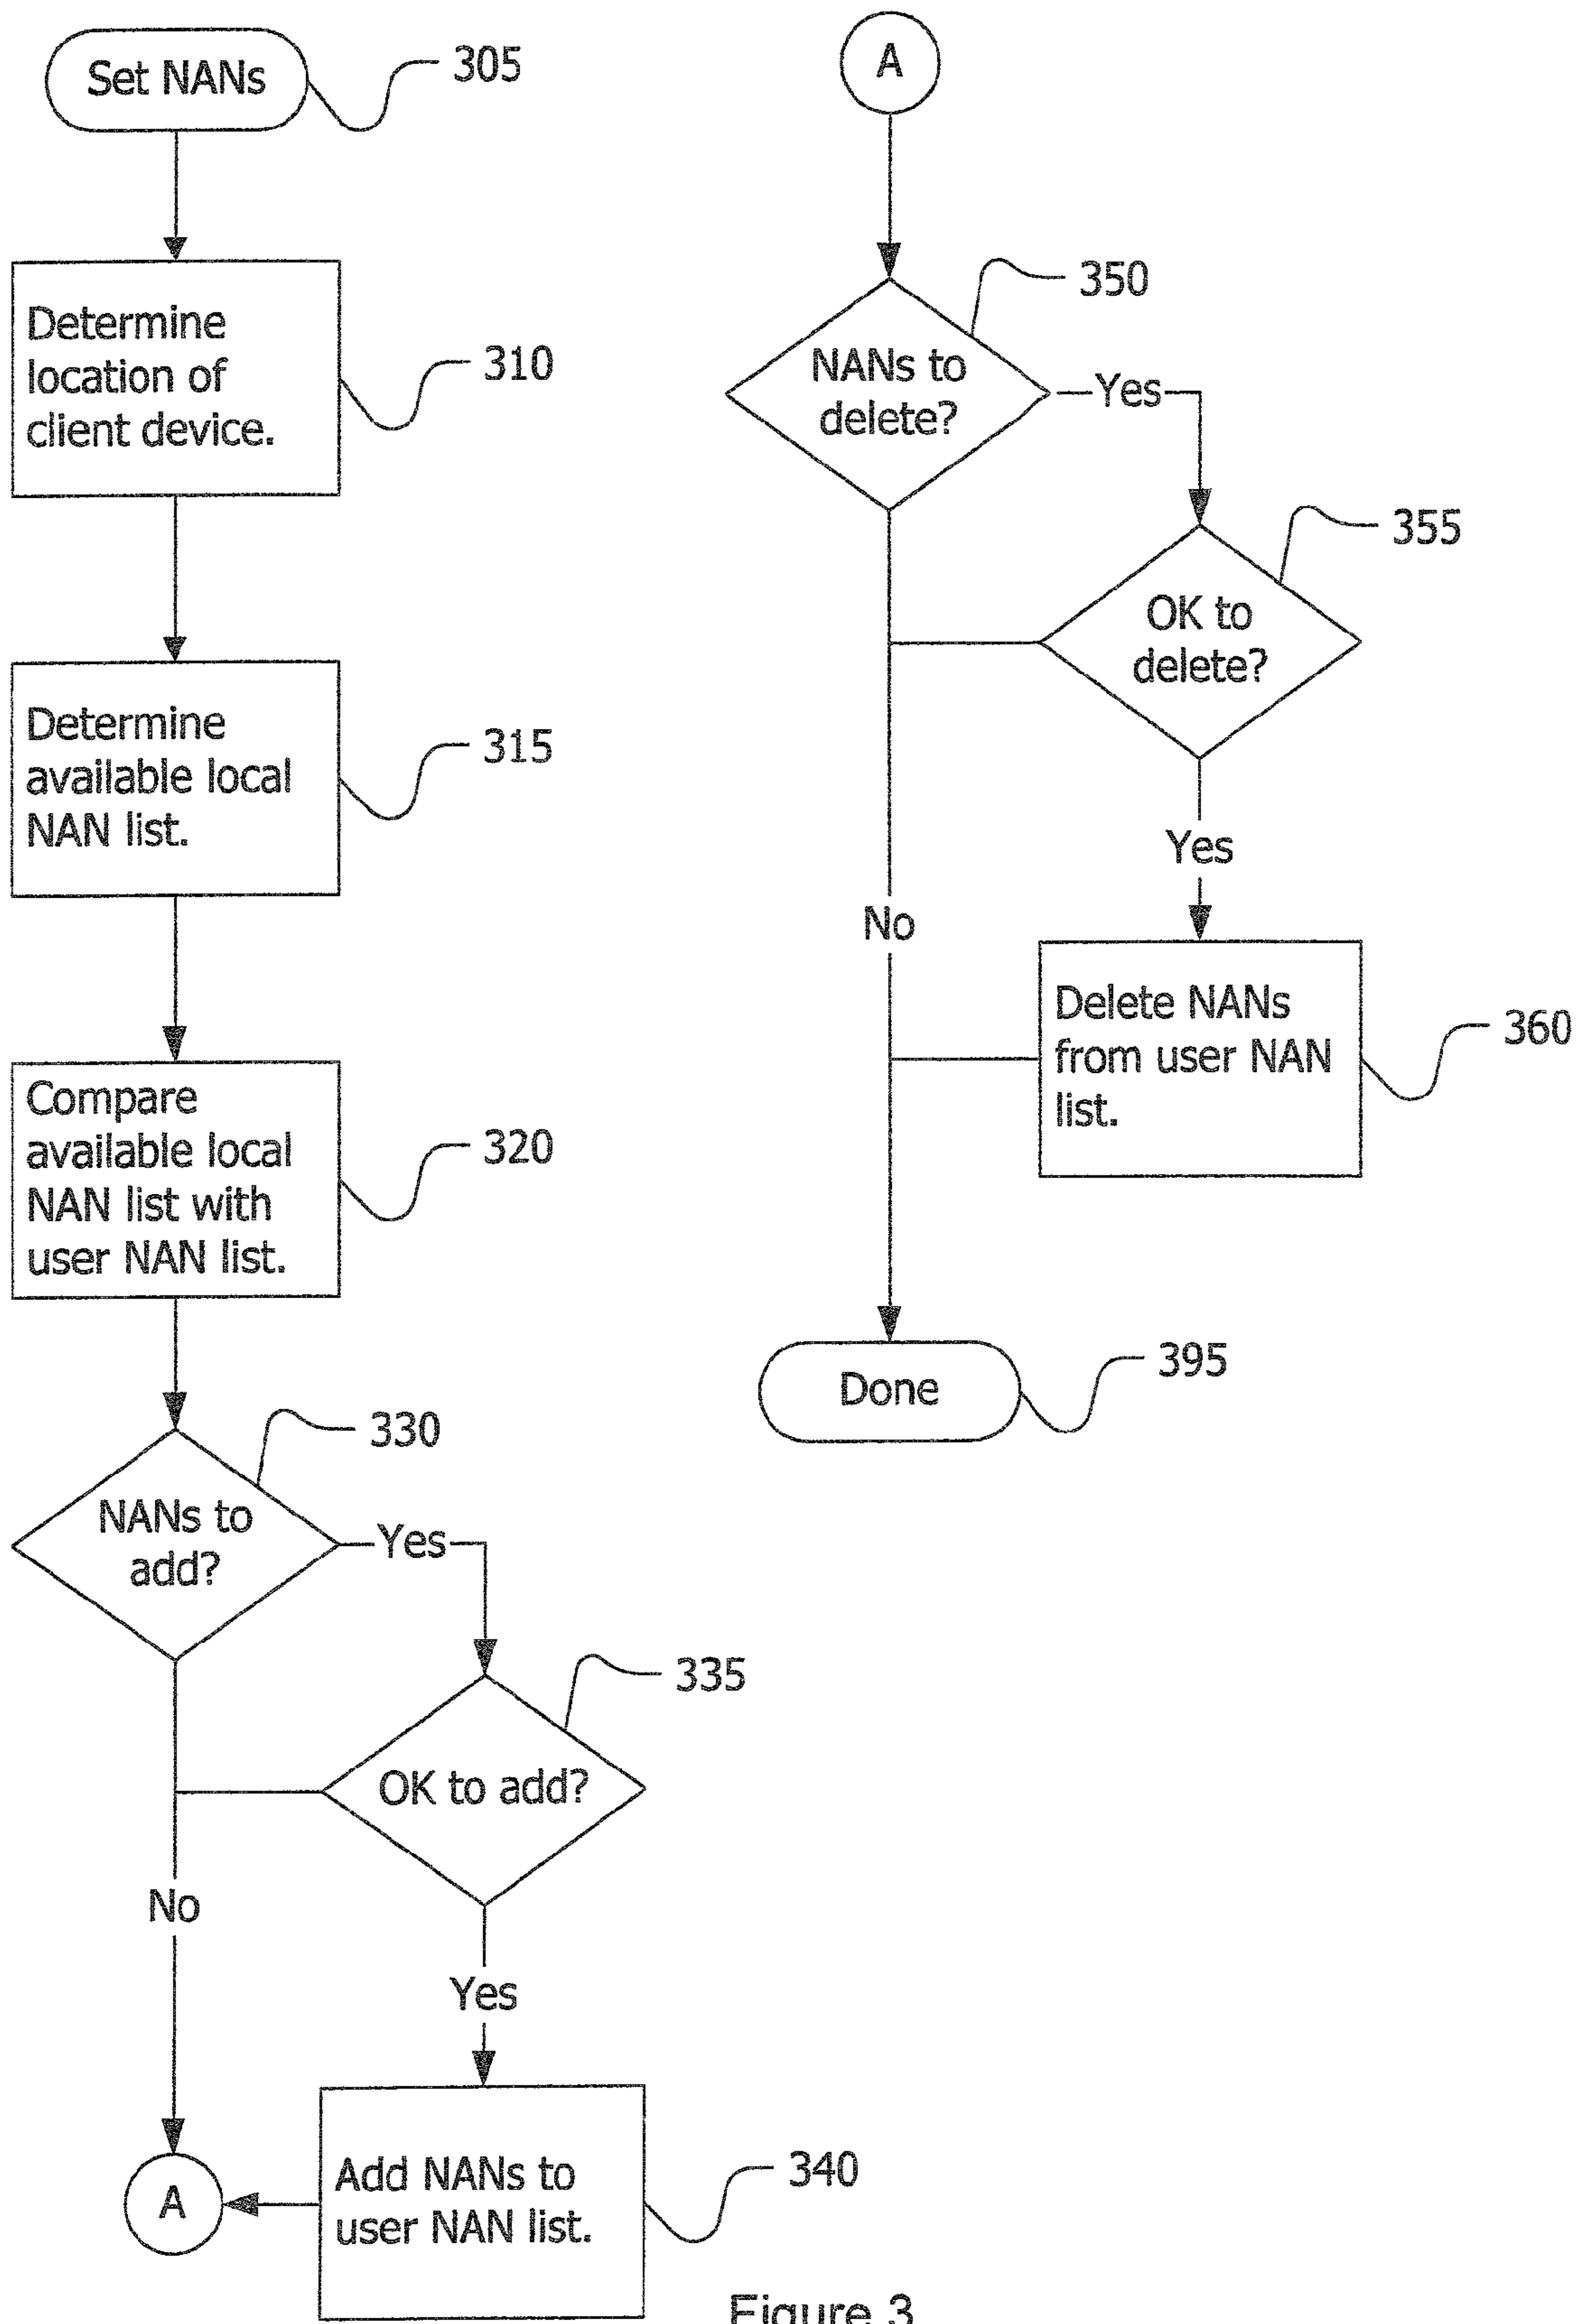 Set NANs
305
Determine
location of
client device.
310
Determine
available local
NAN list.
315
Compare
available local
NAN list with
user NAN list.
320
NANs to
add?
330
Yes
OK to add?
335
No
Yes
Add NANs to
user NAN list.
340
A
A
NANs to
delete?
350
Yes
OK to
delete?
355
Yes
No
Delete NANs
from user NAN
list.
360
Done
395
Figure 3